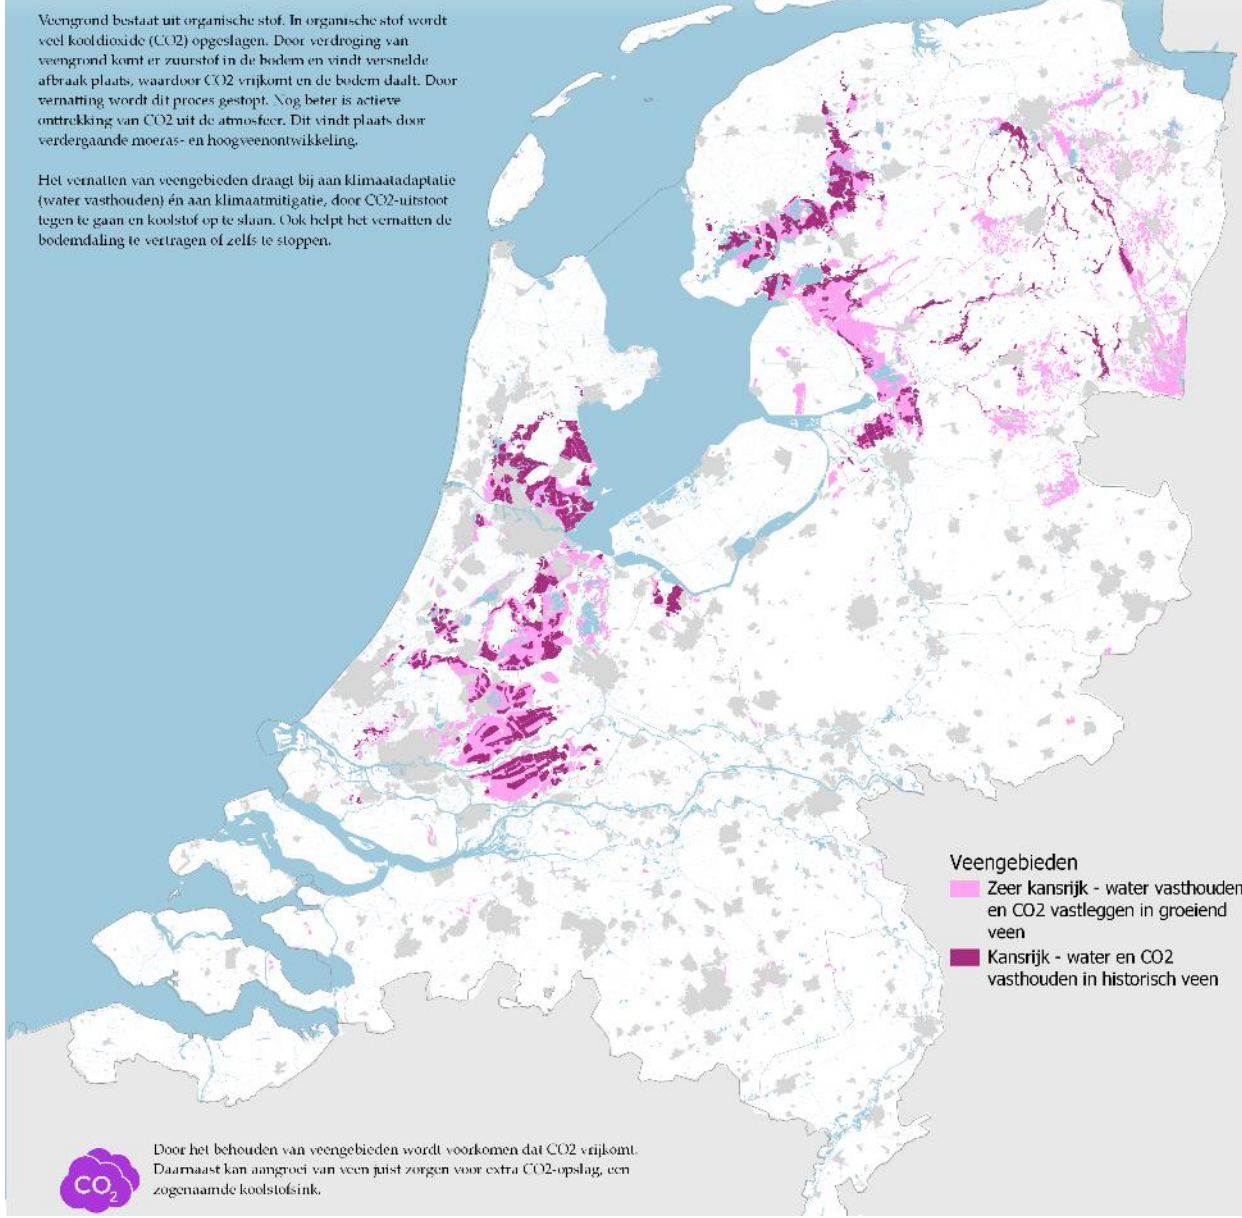 Veengrond bestaat uit organische stof. In organische stof wordt
veel kooldioxide (CO2) opgeslagen. Door verdroging van
veengrond komt er zuurstof in de bodem en vindt versnelde
afbraak plaats, waardoor CO2 vrijkomt en de bodem daalt. Door
vernatting wordt dit proces gestopt. Nog beter is actieve
onttrekking van CO2 uit de atmosfeer. Dit vindt plaats door
verdergaande moeras- en hoogveenontwikkeling.
Het vernatten van veengebieden draagt bij aan klimaatadaptatie
(water vasthouden) én aan klimaatmitigatie, door CO2-uitstoot
tegen te gaan en koolstof op te slaan. Ook helpt het vernatten de
bodemdaling te vertragen of zelfs te stoppen.
Veengebieden
Zeer kansrijk - water vasthouden
en CO2 vastleggen in groeiend
veen
Kansrijk - water en CO2
vasthouden in historisch veen
Door het behouden van veengebieden wordt voorkomen dat CO2 vrijkomt.
Daarnaast kan aangroei van veen juist zorgen voor extra CO2-opslag, een
zogenaamde koolstofsink.
CO2